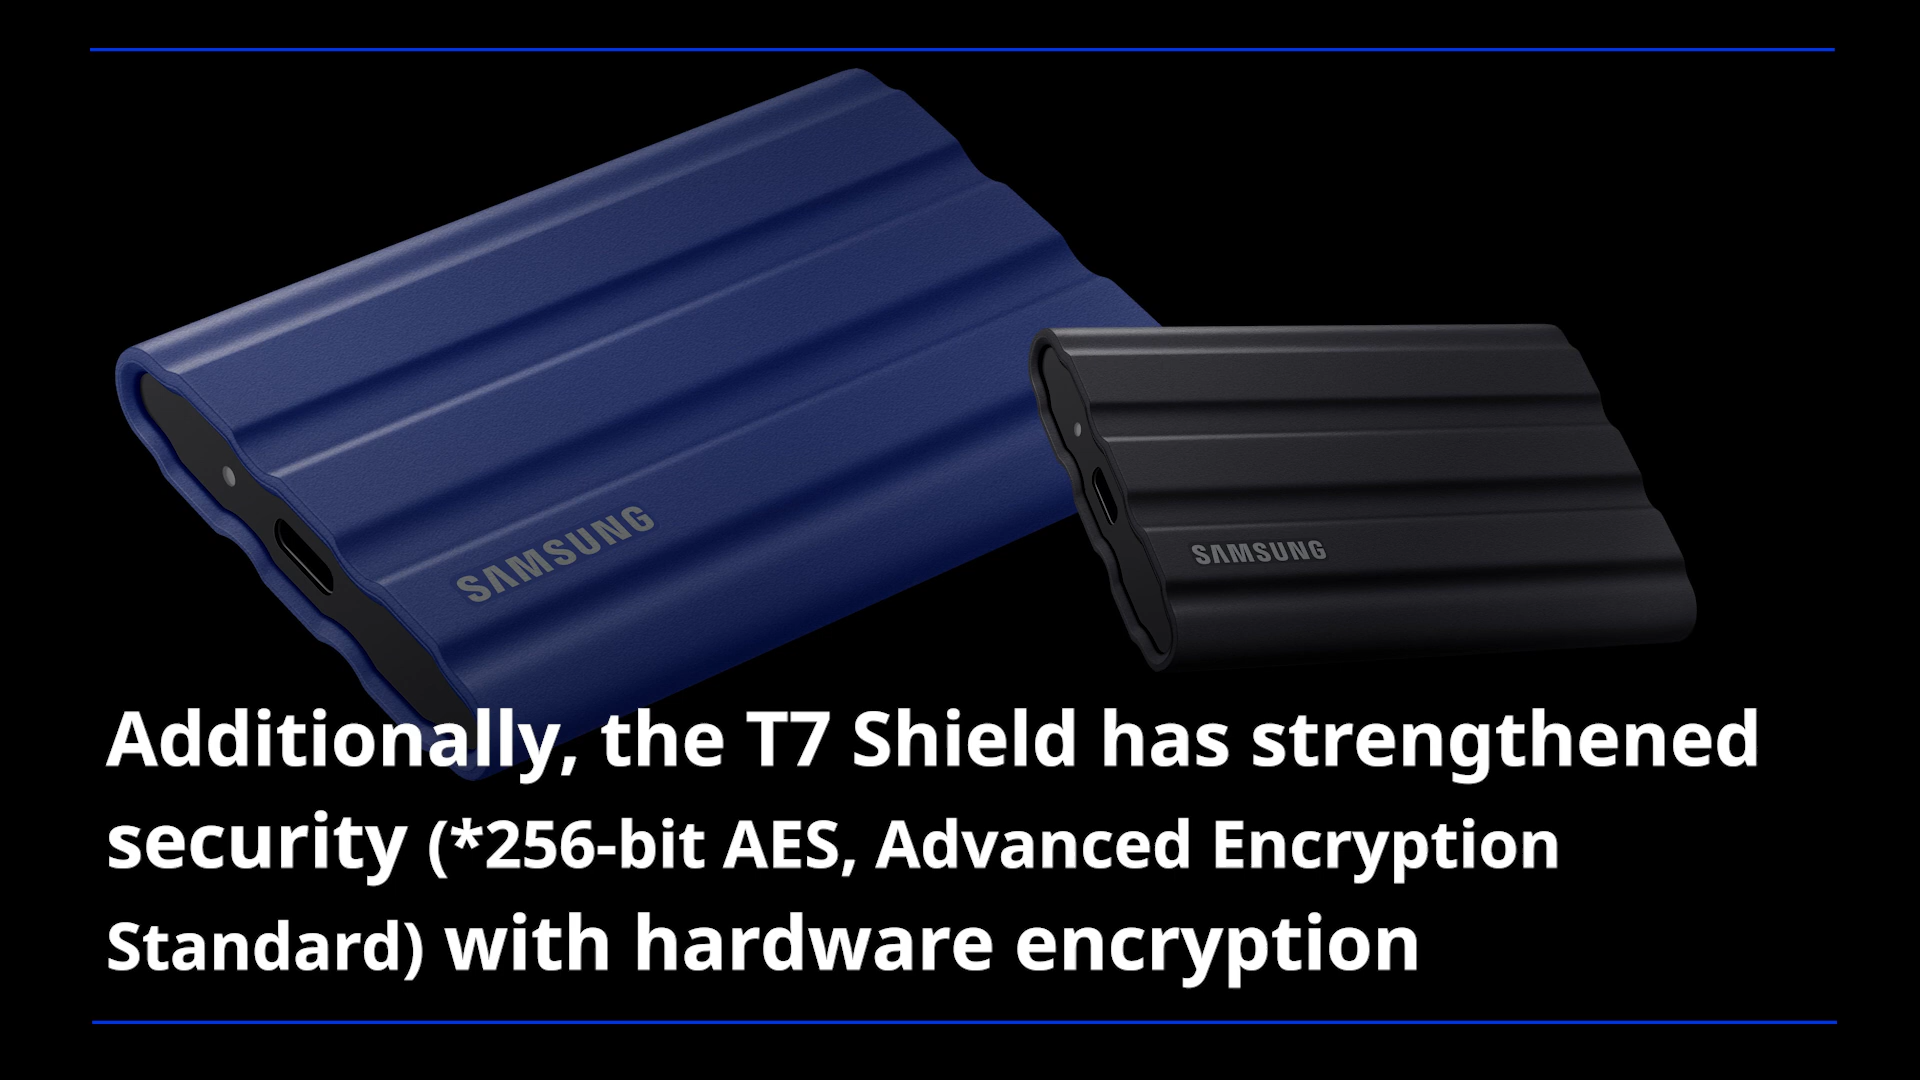 SAMSUNG
SAMSUNG
Additionally, the T7 Shield has strengthened
security (*256-bit AES, Advanced Encryption
Standard) with hardware encryption